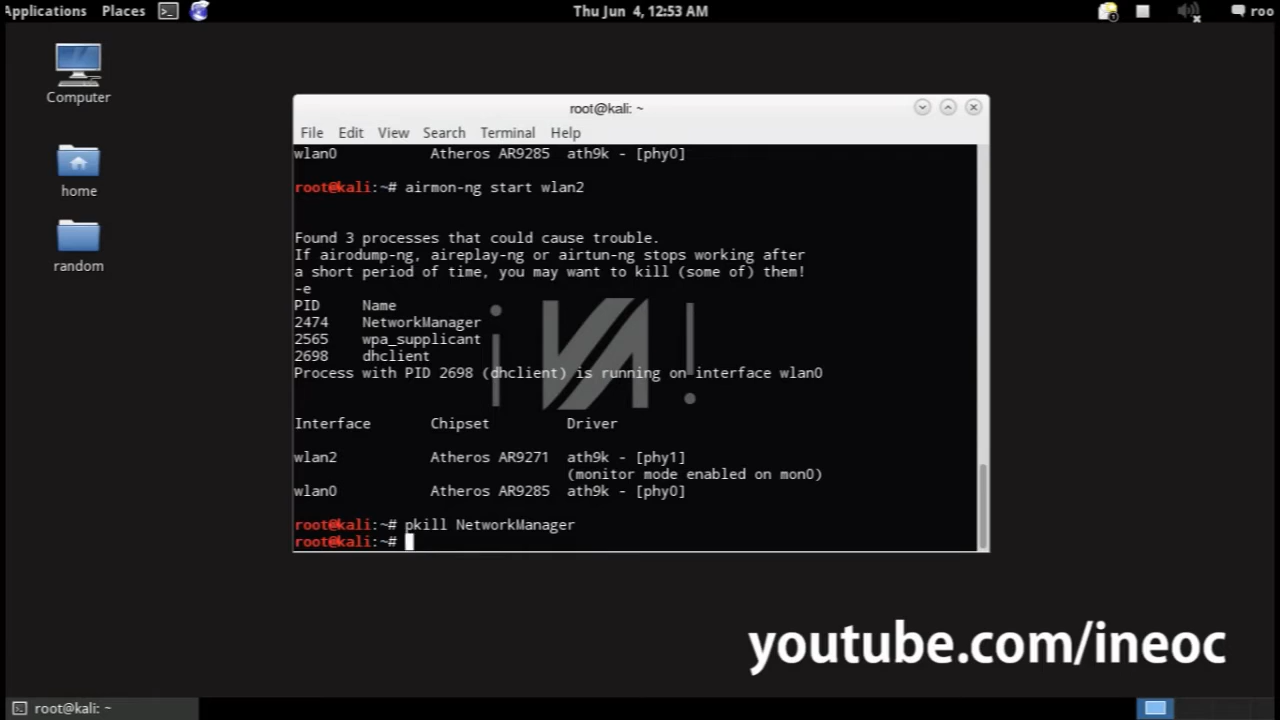 Applications Places Thu Jun 4, 12:53 AM roo
Computer
home
random
root@kali: ~
File Edit View Search Terminal Help
wlan0 Atheros AR9285 ath9k - [phy0]
root@kali:~# airmon-ng start wlan2
Found 3 processes that could cause trouble.
If airodump-ng, aireplay-ng or airtun-ng stops working after
a short period of time, you may want to kill (some of) them!
-e
PID Name
2474 NetworkManager
2565 wpa_supplicant
2698 dhclient
Process with PID 2698 (dhclient) is running on interface wlan0
Interface Chipset Driver
wlan2 Atheros AR9271 ath9k - [phy1]
(monitor mode enabled on mon0)
wlan0 Atheros AR9285 ath9k - [phy0]
root@kali:~# pkill NetworkManager
root@kali:~#
youtube.com/ineoc
root@kali: ~